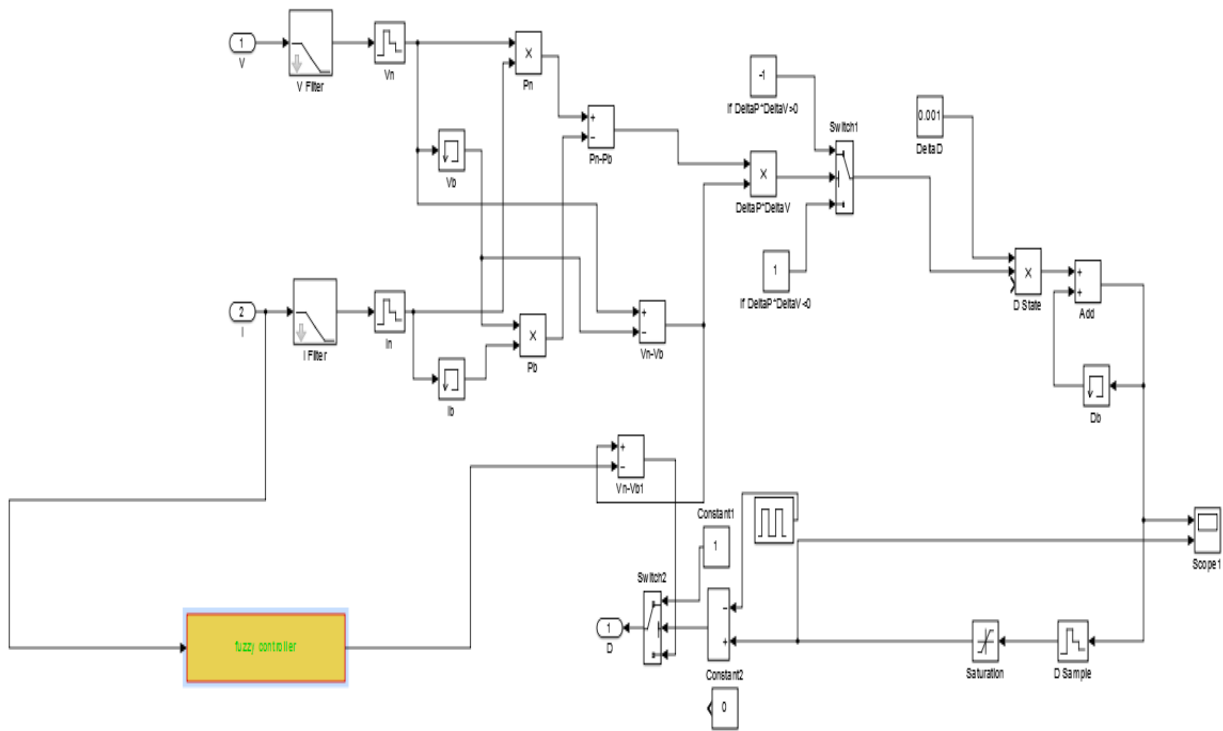 1
V
V Filter
Vn
×
Pn
-1
If DeltaP*DeltaV>0
+
−
Pn-Pb
Switch1
0.001
DeltaD
Vb
×
DeltaP*DeltaV
1
If DeltaP*DeltaV<0
×
D State
+
+
Add
2
I
I Filter
In
×
Pb
+
−
Vn-Vb
Ib
Db
+
−
Vn-Vb1
Constant1
1
Scope1
Switch2
1
D
−
+
Saturation
D Sample
fuzzy controller
Constant2
0